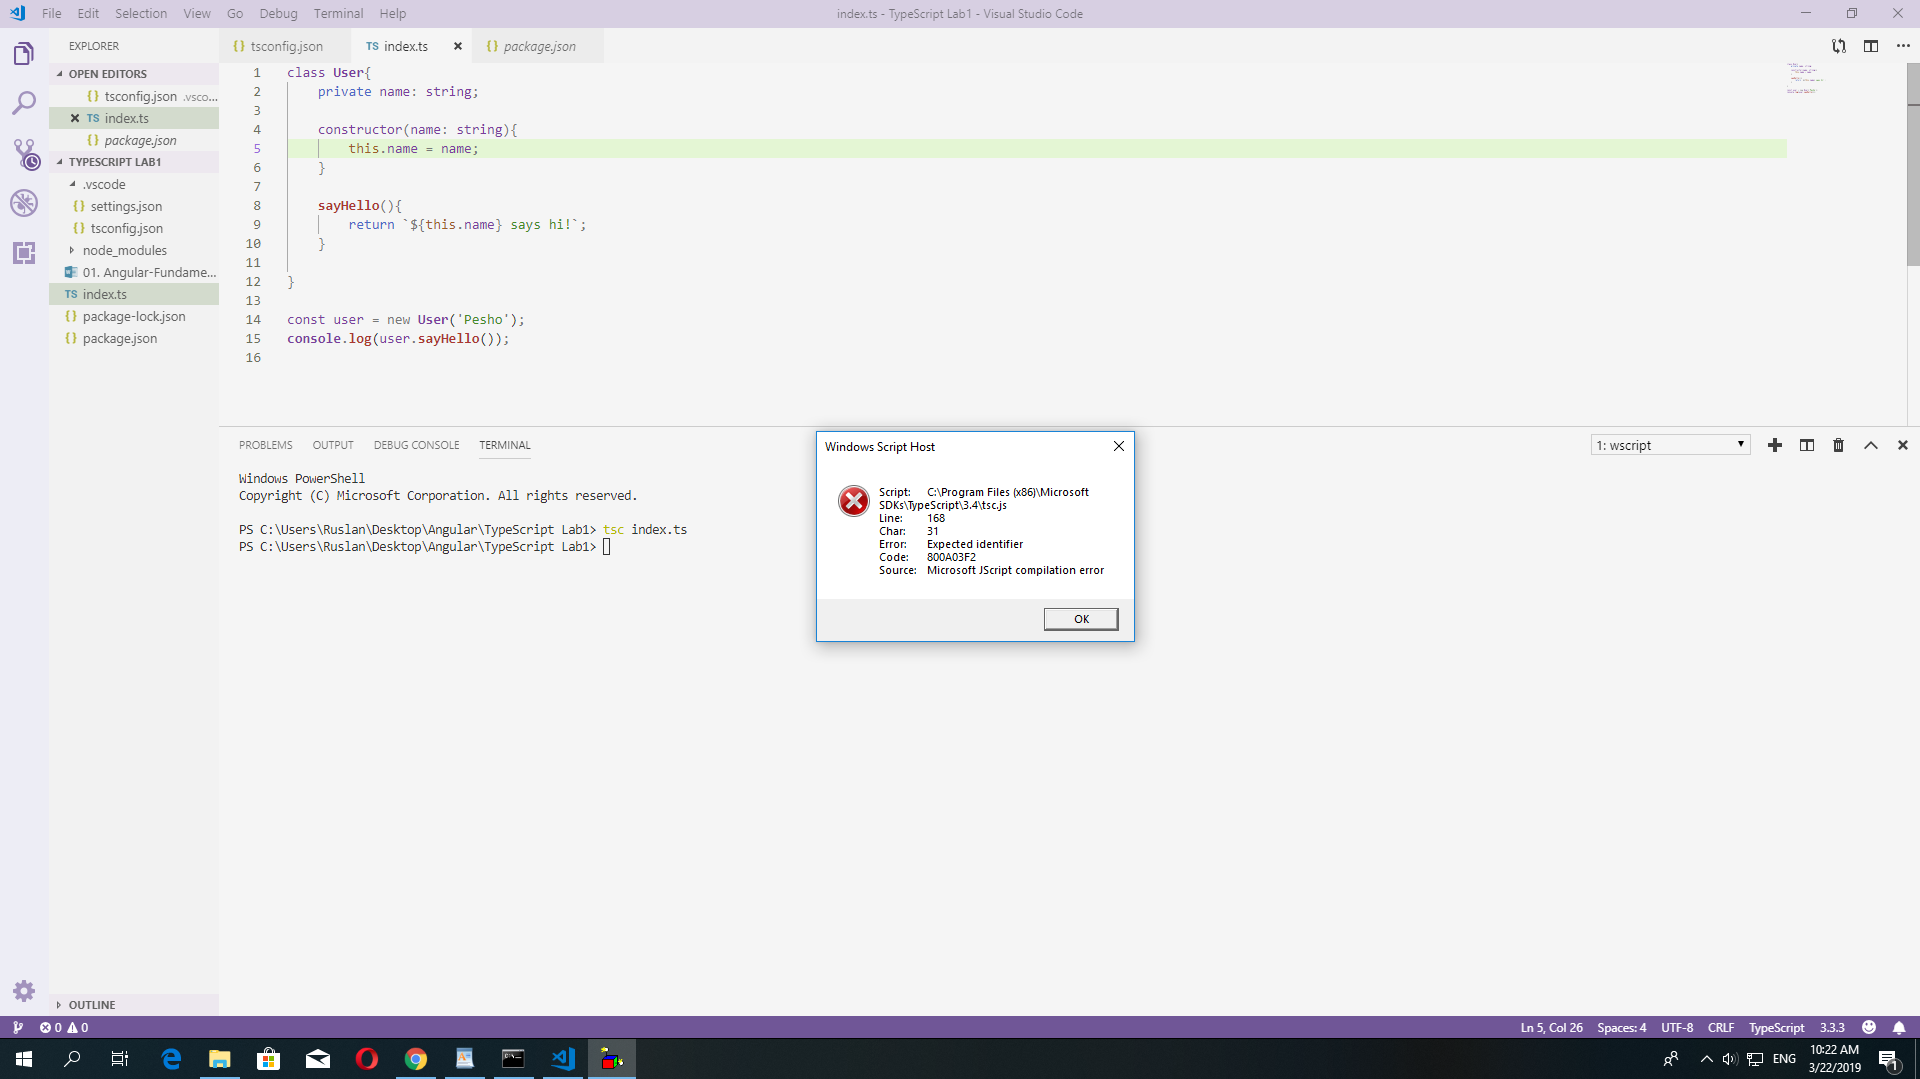 File Edit Selection View Go Debug Terminal Help
index.ts - TypeScript Lab1 - Visual Studio Code
EXPLORER
OPEN EDITORS
{} tsconfig.json .vsco...
TS index.ts
{} package.json
TYPESCRIPT LAB1
.vscode
{} settings.json
{} tsconfig.json
node_modules
01. Angular-Fundame...
TS index.ts
{} package-lock.json
{} package.json
OUTLINE
{} tsconfig.json TS index.ts {} package.json
1 class User{
2 private name: string;
3
4 constructor(name: string){
5 this.name = name;
6 }
7
8 sayHello(){
9 return `${this.name} says hi!`;
10 }
11
12 }
13
14 const user = new User('Pesho');
15 console.log(user.sayHello());
16
PROBLEMS OUTPUT DEBUG CONSOLE TERMINAL
1: wscript
Windows PowerShell
Copyright (C) Microsoft Corporation. All rights reserved.
PS C:\Users\Ruslan\Desktop\Angular\TypeScript Lab1> tsc index.ts
PS C:\Users\Ruslan\Desktop\Angular\TypeScript Lab1>
Windows Script Host
Script: C:\Program Files (x86)\Microsoft
SDKs\TypeScript\3.4\tsc.js
Line: 168
Char: 31
Error: Expected identifier
Code: 800A03F2
Source: Microsoft JScript compilation error
OK
0 0
Ln 5, Col 26 Spaces: 4 UTF-8 CRLF TypeScript 3.3.3
ENG
10:22 AM
3/22/2019
1